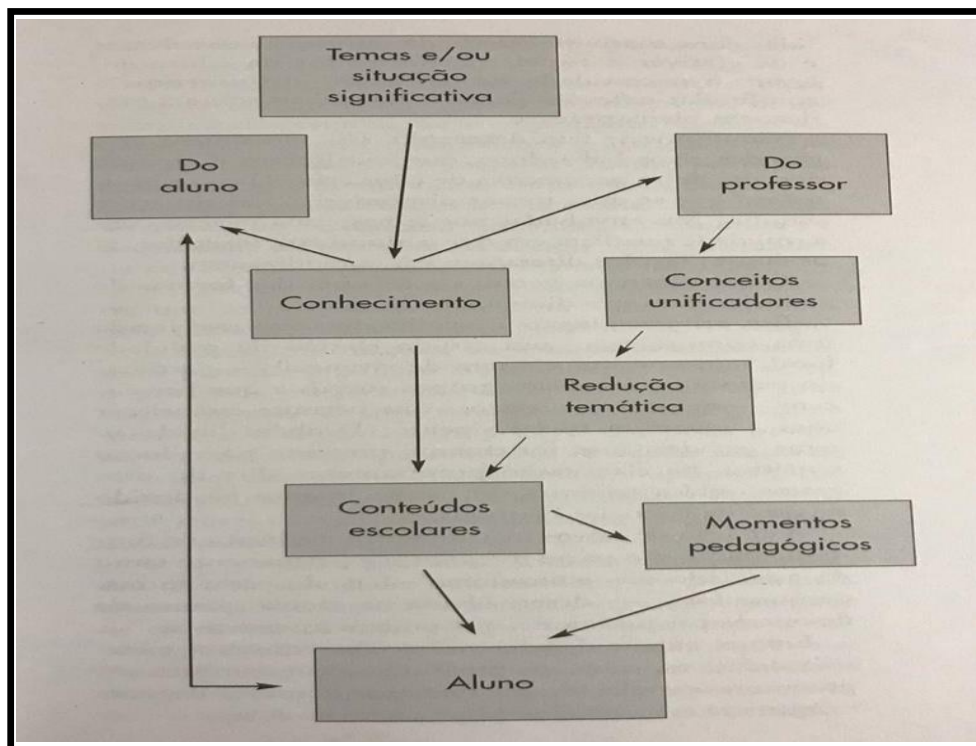 Temas e/ou
situação
significativa
Do
aluno
Do
professor
Conhecimento
Conceitos
unificadores
Redução
temática
Conteúdos
escolares
Momentos
pedagógicos
Aluno